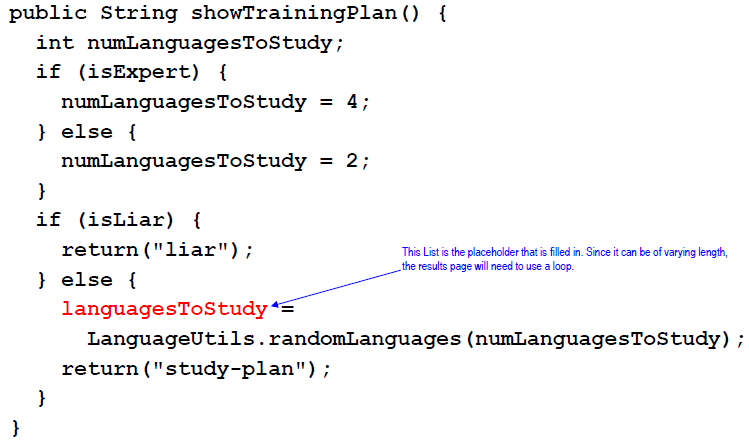 public String showTrainingPlan() {
int numLanguagesToStudy;
if (isExpert) {
numLanguagesToStudy = 4;
} else {
numLanguagesToStudy = 2;
}
if (isLiar) {
return("liar");
This List is the placeholder that is filled in. Since it can be of varying length,
the results page will need to use a loop.
} else {
languagesToStudy =
LanguageUtils.randomLanguages(numLanguagesToStudy);
return("study-plan");
}
}